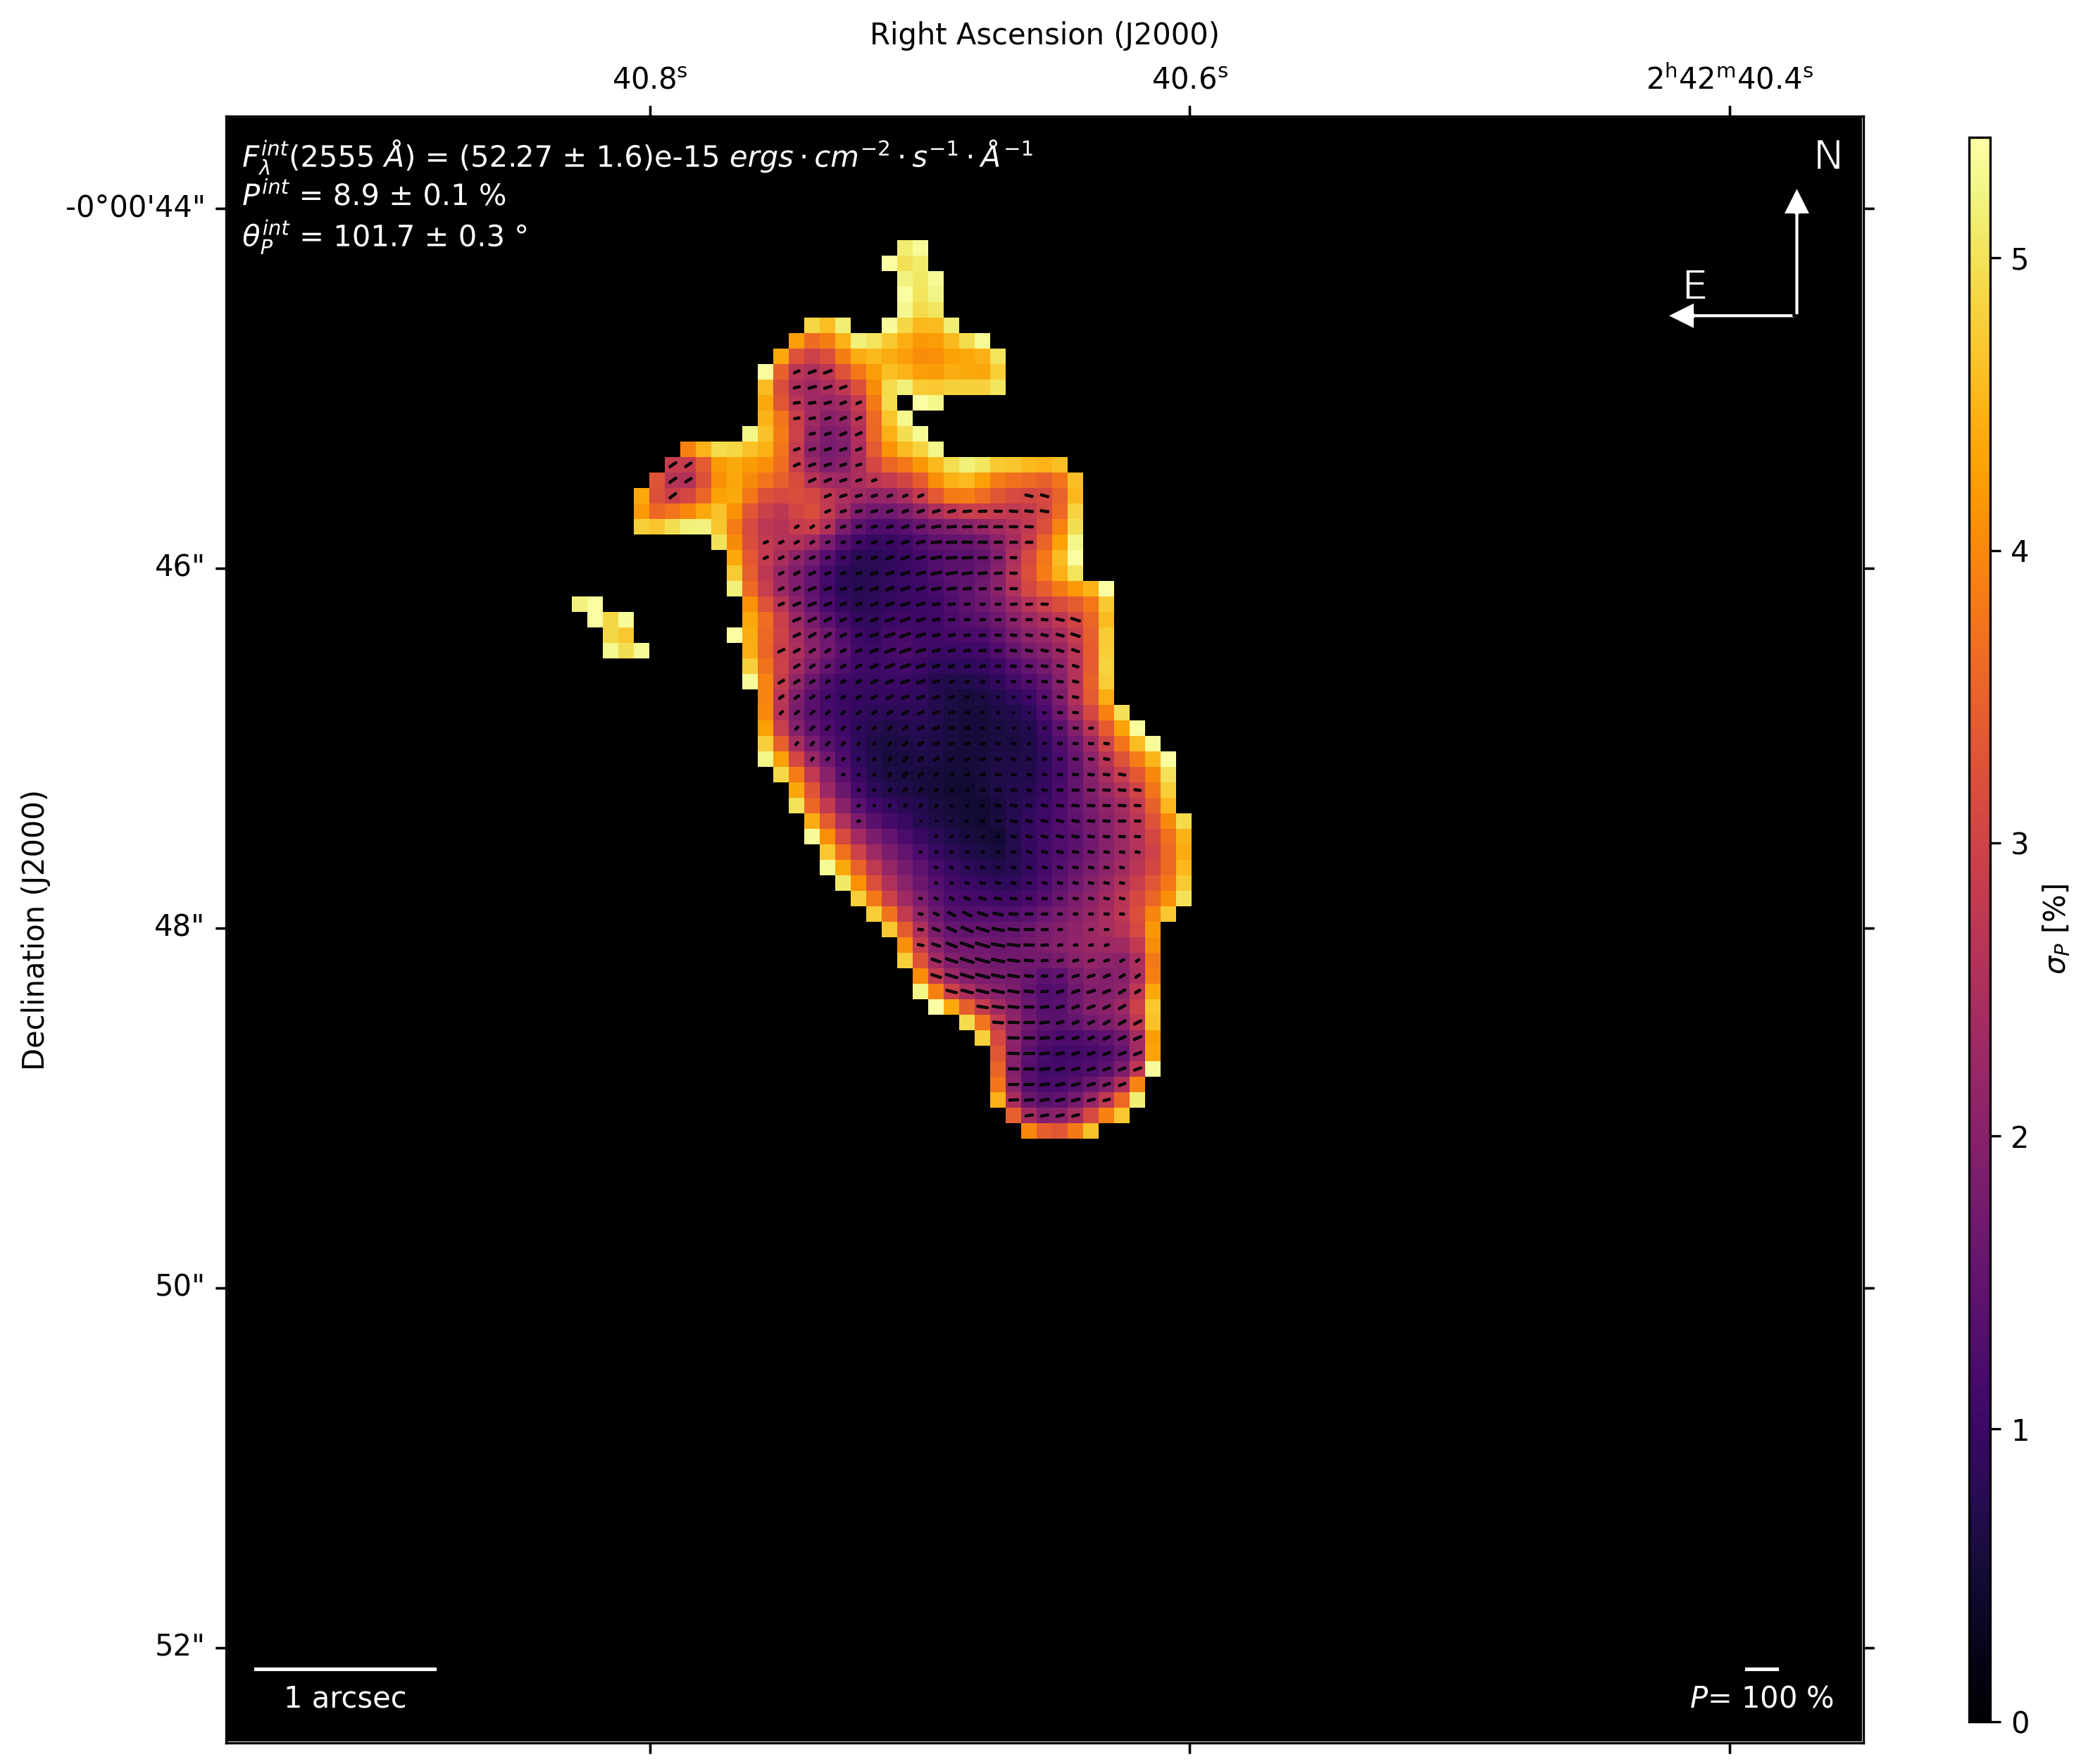 Right Ascension (J2000)
40.8ˢ 40.6ˢ 2ʰ42ᵐ40.4ˢ
F_λ^int(2555 Å) = (52.27 ± 1.6)e-15 ergs · cm⁻² · s⁻¹ · Å⁻¹
P^int = 8.9 ± 0.1 %
θ_P^int = 101.7 ± 0.3 °
N
E
-0°00'44"
46"
48"
50"
52"
Declination (J2000)
1 arcsec
P= 100 %
5
4
3
2
1
0
σ_P [%]